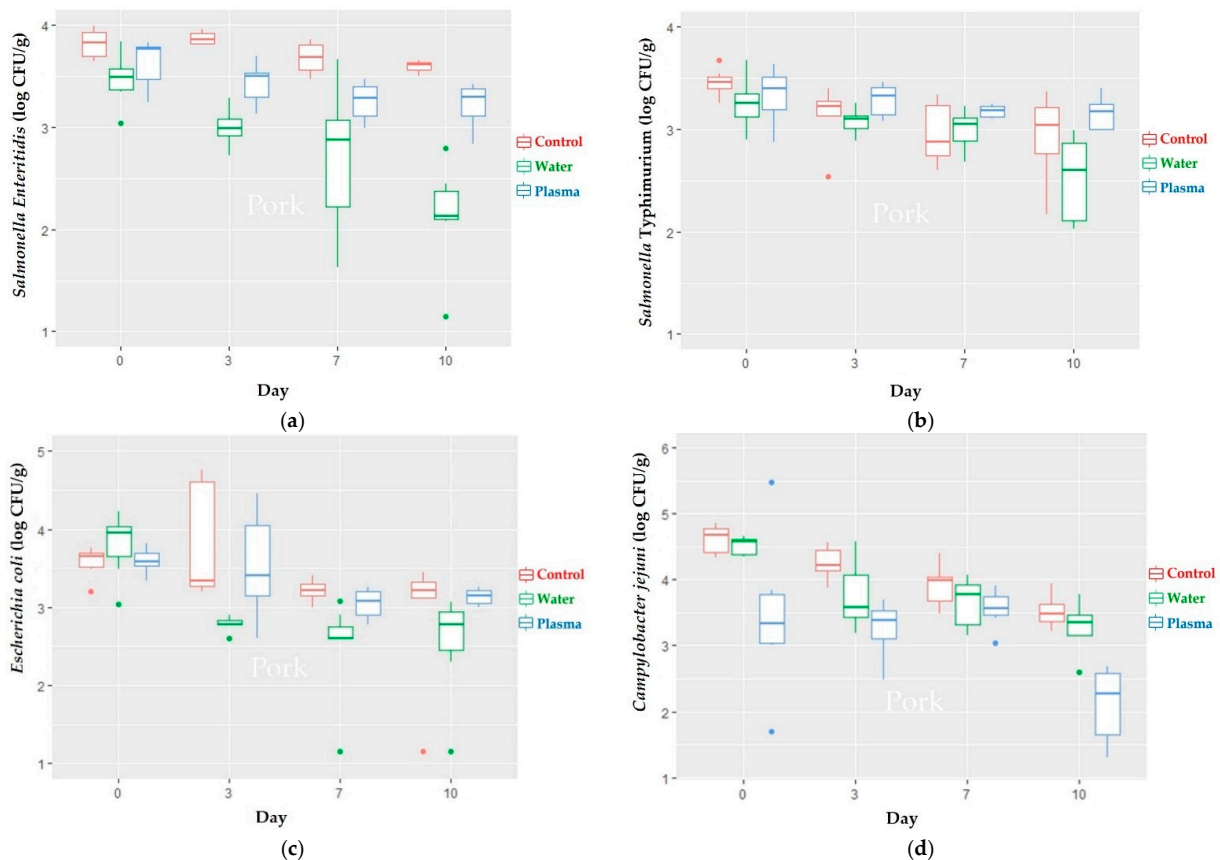 Salmonella Enteritidis (log CFU/g)
4
3
2
1
0
3
7
10
Day
Pork
Control
Water
Plasma
(a)
Salmonella Typhimurium (log CFU/g)
4
3
2
1
0
3
7
10
Day
Pork
Control
Water
Plasma
(b)
Escherichia coli (log CFU/g)
5
4
3
2
1
0
3
7
10
Day
Pork
Control
Water
Plasma
(c)
Campylobacter jejuni (log CFU/g)
6
5
4
3
2
1
0
3
7
10
Day
Pork
Control
Water
Plasma
(d)